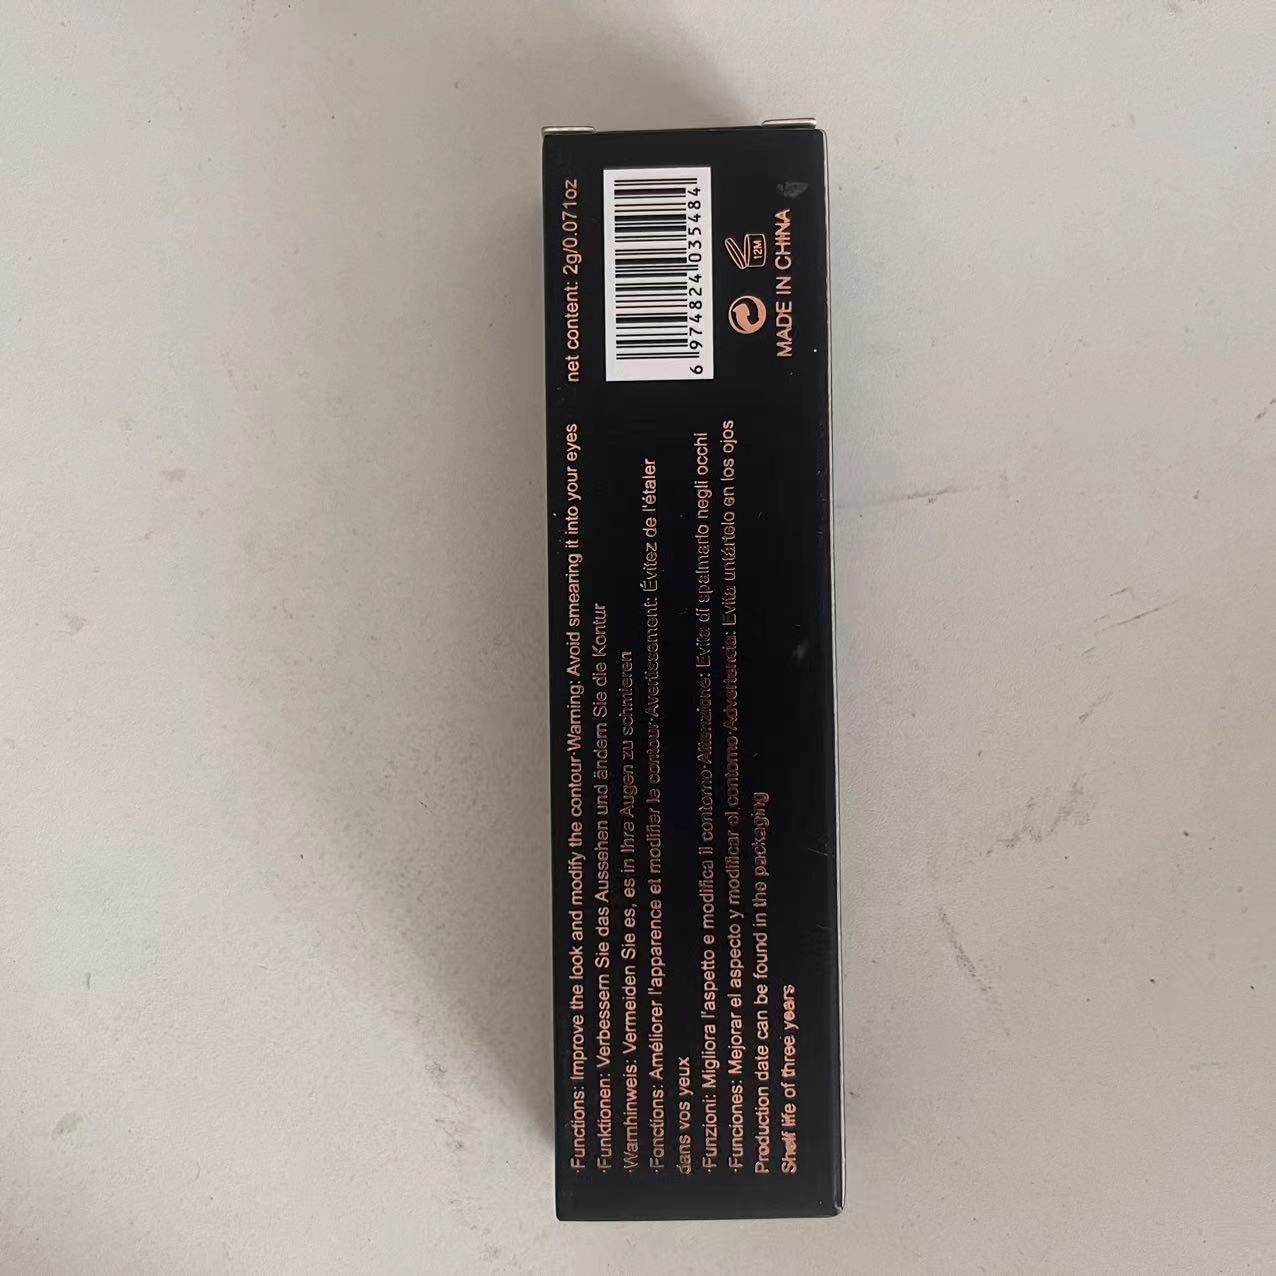 ·Functions: Improve the look and modify the contour·Warning: Avoid smearing it into your eyes
·Funktionen: Verbessern Sie das Aussehen und ändern Sie die Kontur
·Warnhinweis: Vermeiden Sie es, es in Ihre Augen zu schmieren
·Fonctions: Améliorer l'apparence et modifier le contour·Avertissement: Évitez de l'étaler
dans vos yeux
·Funzioni: Migliora l'aspetto e modifica il contorno·Attenzione: Evita di spalmarlo negli occhi
·Funciones: Mejorar el aspecto y modificar el contorno·Advertencia: Evita untártelo en los ojos
Production date can be found in the packaging
Shelf life of three years
net content: 2g/0.071oz
6 974824 035484
12M
MADE IN CHINA